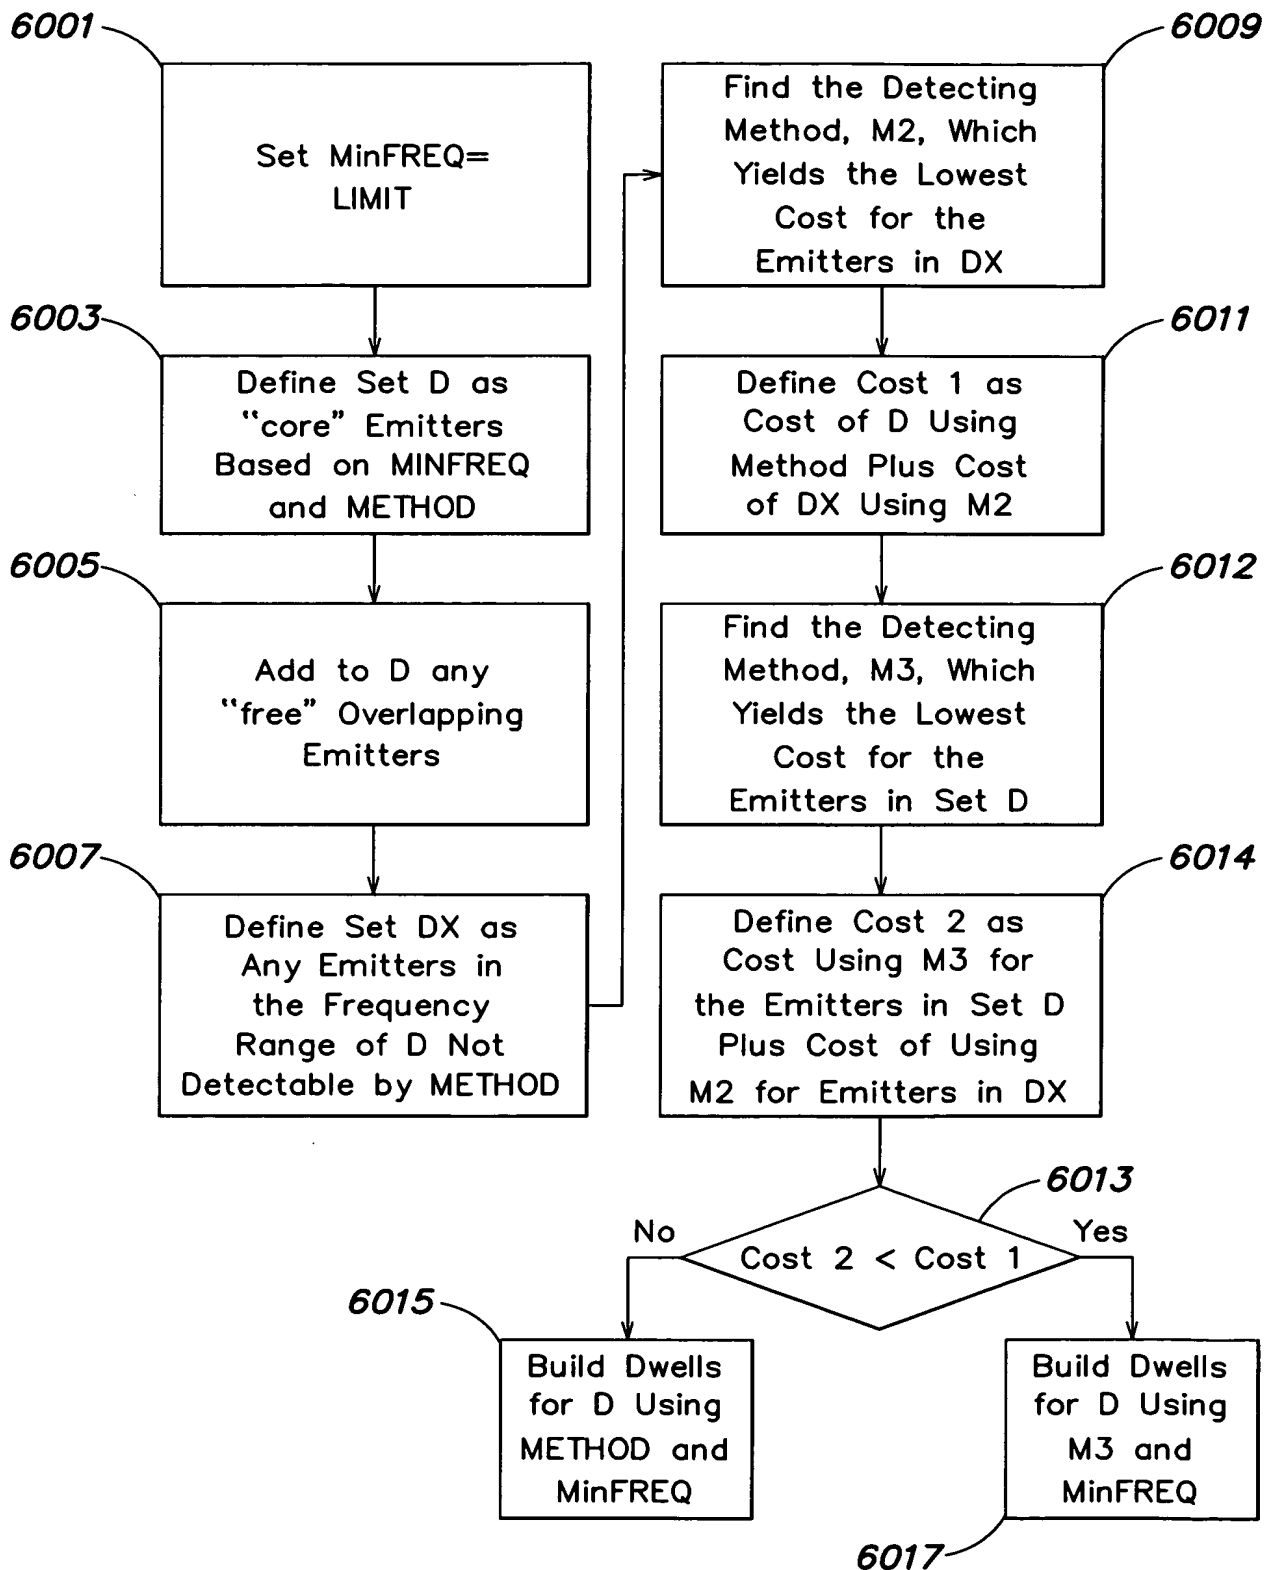 6001
Set MinFREQ=
LIMIT
6003
Define Set D as
"core" Emitters
Based on MINFREQ
and METHOD
6005
Add to D any
"free" Overlapping
Emitters
6007
Define Set DX as
Any Emitters in
the Frequency
Range of D Not
Detectable by METHOD
6009
Find the Detecting
Method, M2, Which
Yields the Lowest
Cost for the
Emitters in DX
6011
Define Cost 1 as
Cost of D Using
Method Plus Cost
of DX Using M2
6012
Find the Detecting
Method, M3, Which
Yields the Lowest
Cost for the
Emitters in Set D
6014
Define Cost 2 as
Cost Using M3 for
the Emitters in Set D
Plus Cost of Using
M2 for Emitters in DX
6013
No
Yes
Cost 2 < Cost 1
6015
Build Dwells
for D Using
METHOD and
MinFREQ
Build Dwells
for D Using
M3 and
MinFREQ
6017